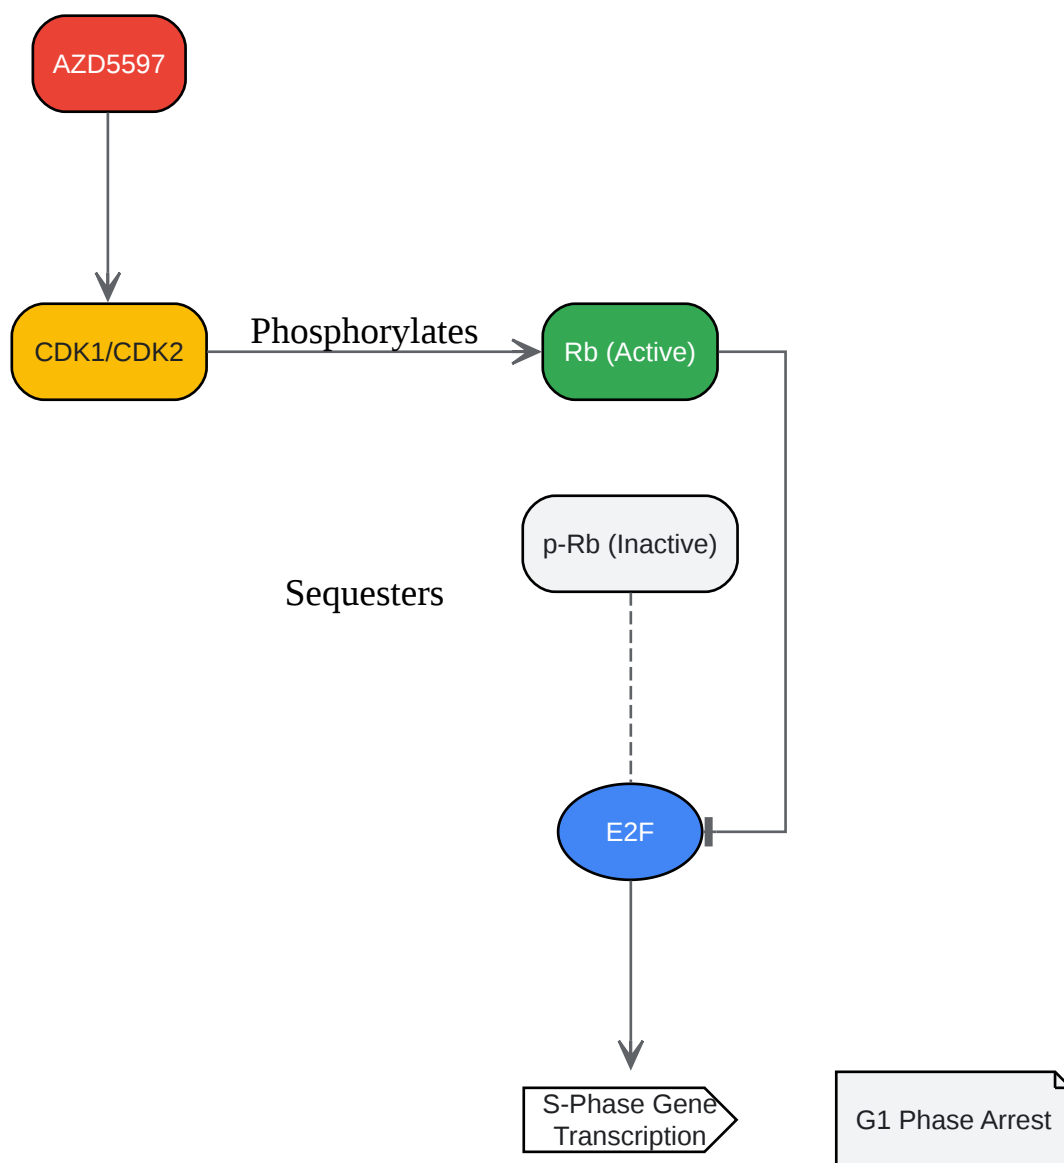 AZD5597
CDK1/CDK2
Phosphorylates
Rb (Active)
p-Rb (Inactive)
Sequesters
E2F
S-Phase Gene
Transcription
G1 Phase Arrest